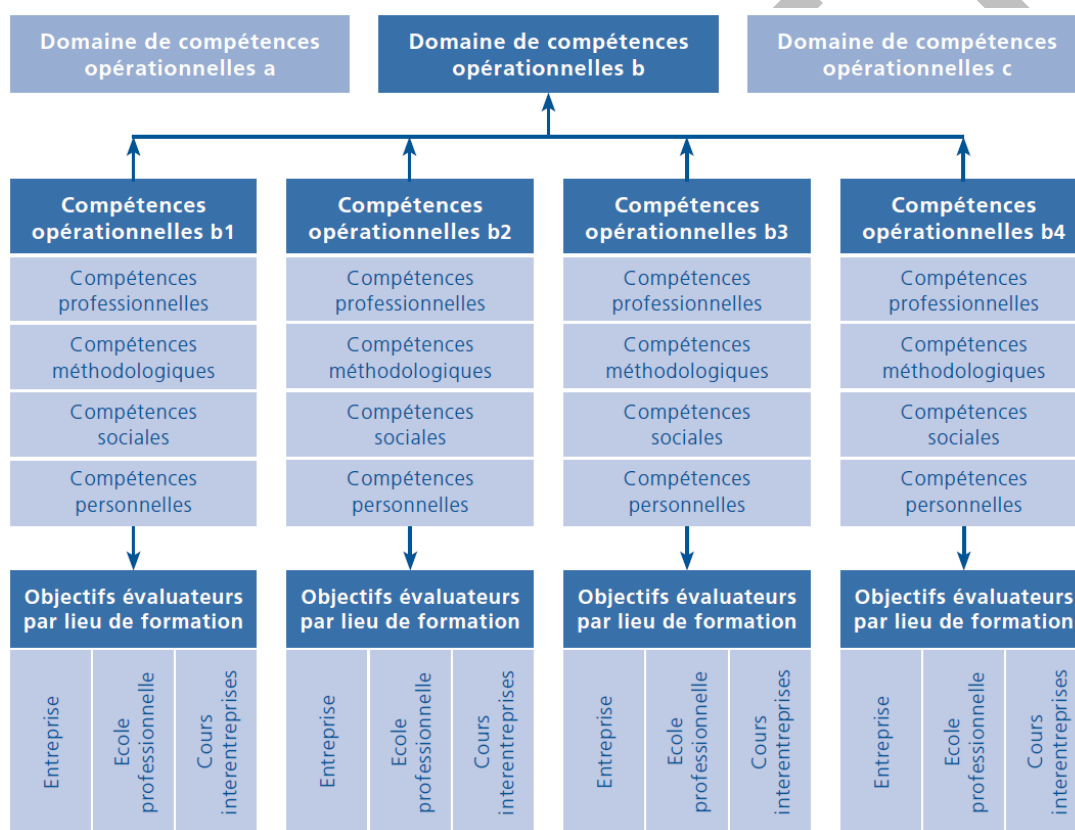 Domaine de compétences
opérationnelles a
Domaine de compétences
opérationnelles b
Domaine de compétences
opérationnelles c
Compétences
opérationnelles b1
Compétences
professionnelles
Compétences
méthodologiques
Compétences
sociales
Compétences
personnelles
Objectifs évaluateurs
par lieu de formation
Entreprise
Ecole
professionnelle
Cours
interentreprises
Compétences
opérationnelles b2
Compétences
professionnelles
Compétences
méthodologiques
Compétences
sociales
Compétences
personnelles
Objectifs évaluateurs
par lieu de formation
Entreprise
Ecole
professionnelle
Cours
interentreprises
Compétences
opérationnelles b3
Compétences
professionnelles
Compétences
méthodologiques
Compétences
sociales
Compétences
personnelles
Objectifs évaluateurs
par lieu de formation
Entreprise
Ecole
professionnelle
Cours
interentreprises
Compétences
opérationnelles b4
Compétences
professionnelles
Compétences
méthodologiques
Compétences
sociales
Compétences
personnelles
Objectifs évaluateurs
par lieu de formation
Entreprise
Ecole
professionnelle
Cours
interentreprises